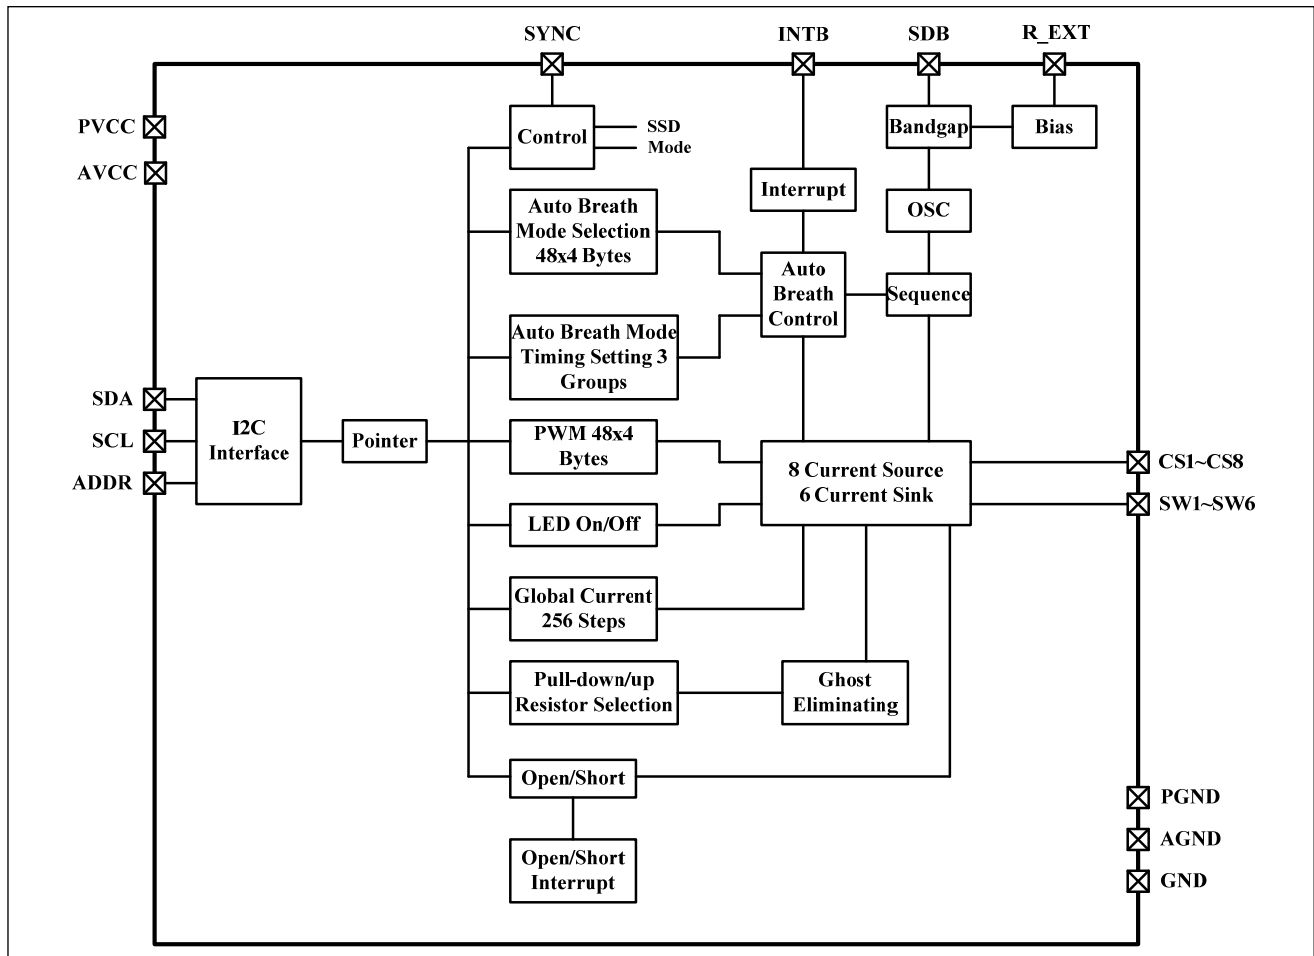 SYNC
INTB
SDB
R_EXT
PVCC
AVCC
Control
SSD
Mode
Bandgap
Bias
Interrupt
OSC
Auto Breath
Mode Selection
48x4 Bytes
Auto
Breath
Control
Sequence
Auto Breath Mode
Timing Setting 3
Groups
SDA
SCL
ADDR
I2C
Interface
Pointer
PWM 48x4
Bytes
8 Current Source
6 Current Sink
CS1~CS8
SW1~SW6
LED On/Off
Global Current
256 Steps
Pull-down/up
Resistor Selection
Ghost
Eliminating
Open/Short
Open/Short
Interrupt
PGND
AGND
GND